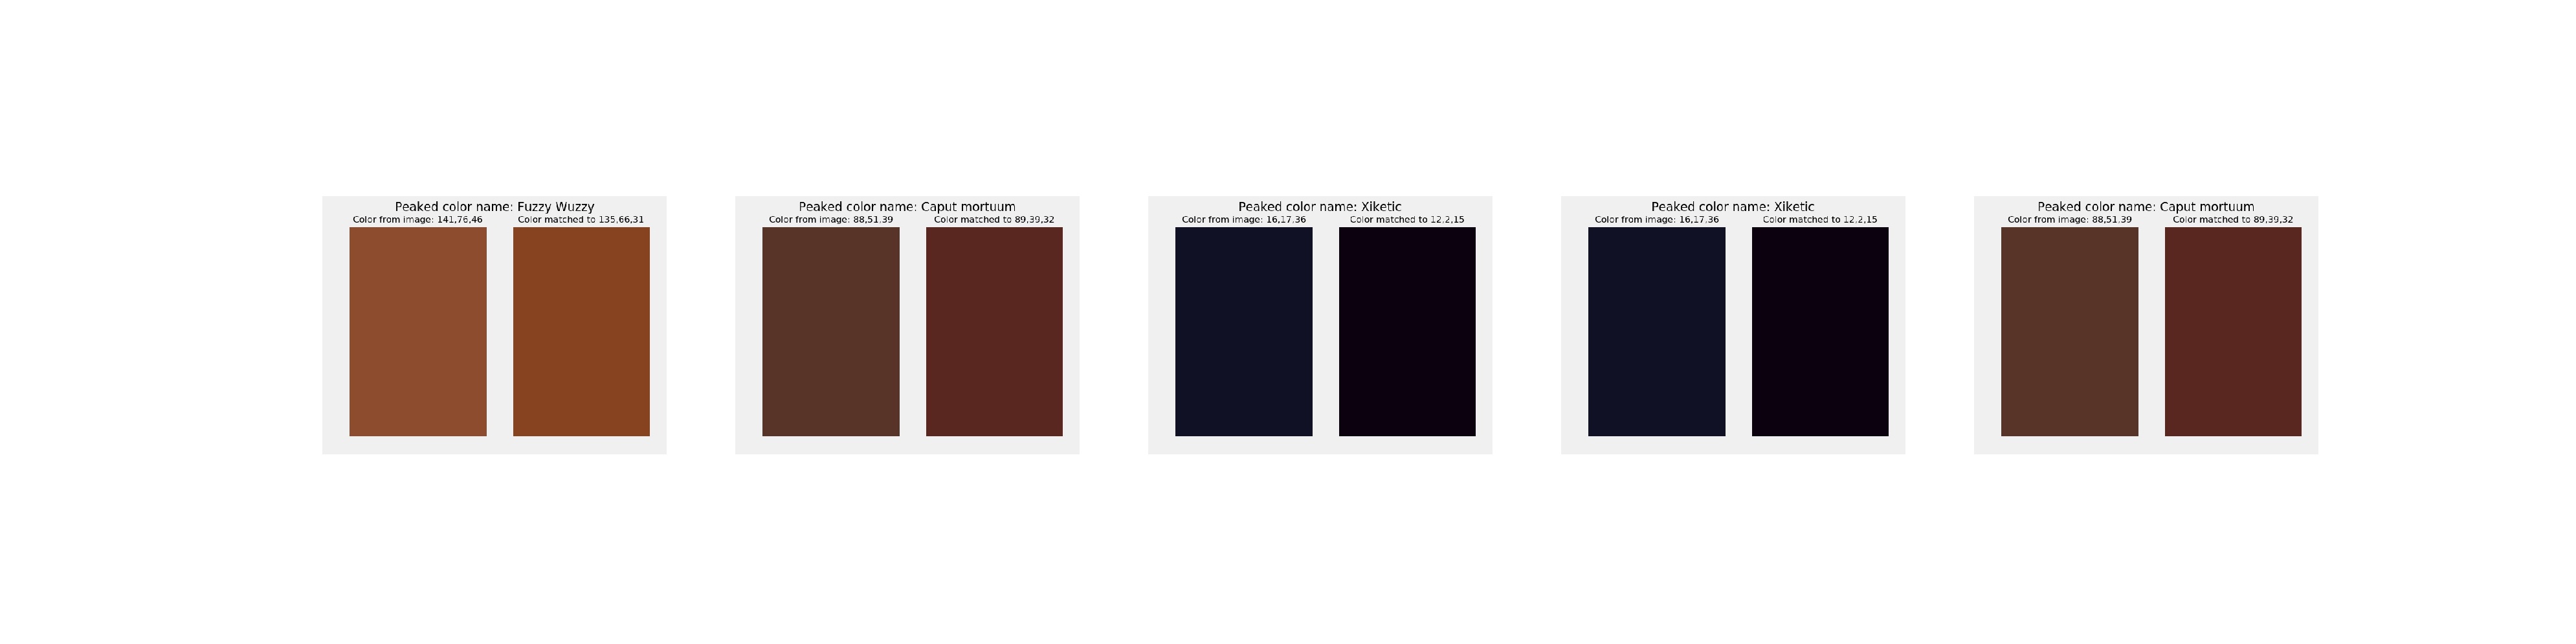 Peaked color name: Fuzzy Wuzzy
Color from image: 141,76,46
Color matched to 135,66,31
Peaked color name: Caput mortuum
Color from image: 88,51,39
Color matched to 89,39,32
Peaked color name: Xiketic
Color from image: 16,17,36
Color matched to 12,2,15
Peaked color name: Xiketic
Color from image: 16,17,36
Color matched to 12,2,15
Peaked color name: Caput mortuum
Color from image: 88,51,39
Color matched to 89,39,32